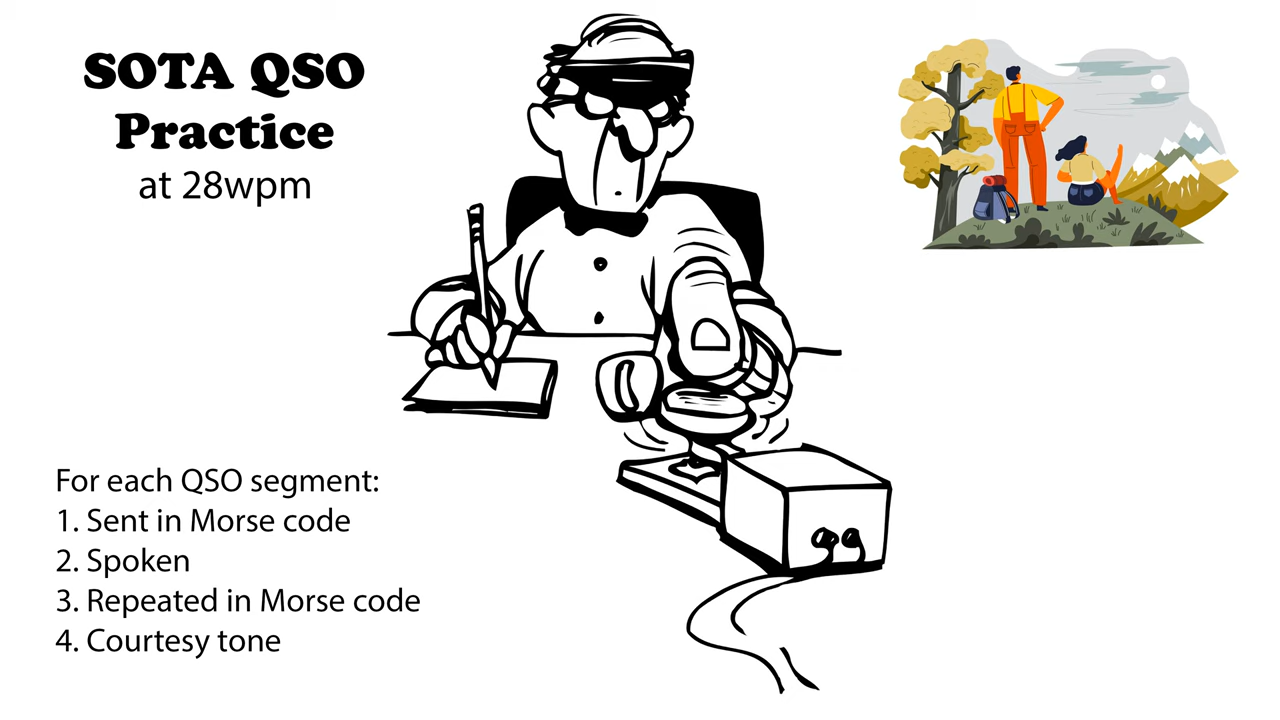 SOTA QSO
Practice
at 28wpm
For each QSO segment:
1. Sent in Morse code
2. Spoken
3. Repeated in Morse code
4. Courtesy tone